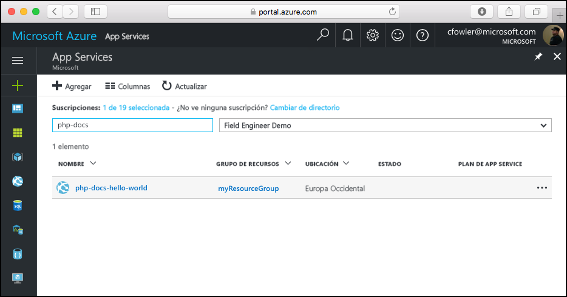 portal.azure.com
Microsoft Azure App Services
cfowler@microsoft.com
MICROSOFT
App Services
Microsoft
Agregar Columnas Actualizar
Suscripciones: 1 de 19 seleccionada - ¿No ve ninguna suscripción? Cambiar de directorio
php-docs Field Engineer Demo
1 elemento
NOMBRE GRUPO DE RECURSOS UBICACIÓN ESTADO PLAN DE APP SERVICE
php-docs-hello-world myResourceGroup Europa Occidental